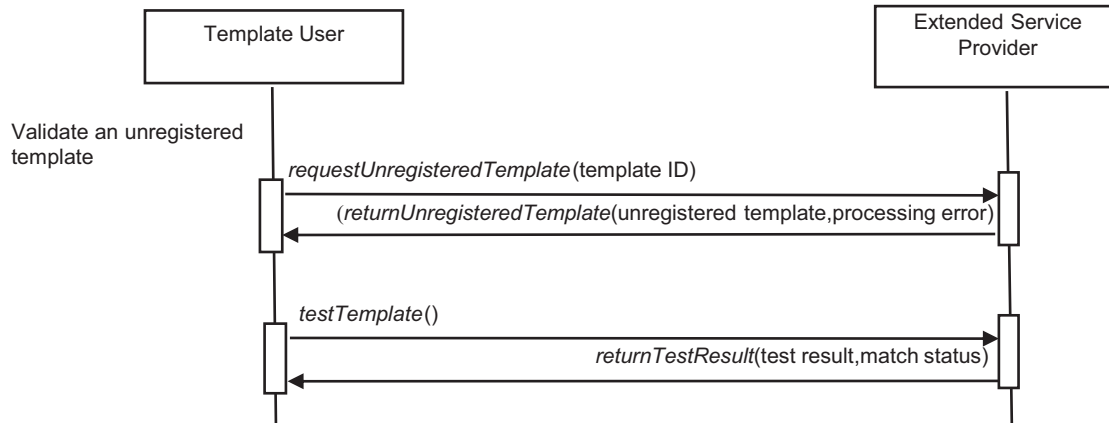 Template User
Extended Service
Provider
Validate an unregistered
template
requestUnregisteredTemplate(template ID)
(returnUnregisteredTemplate(unregistered template,processing error)
testTemplate()
returnTestResult(test result,match status)